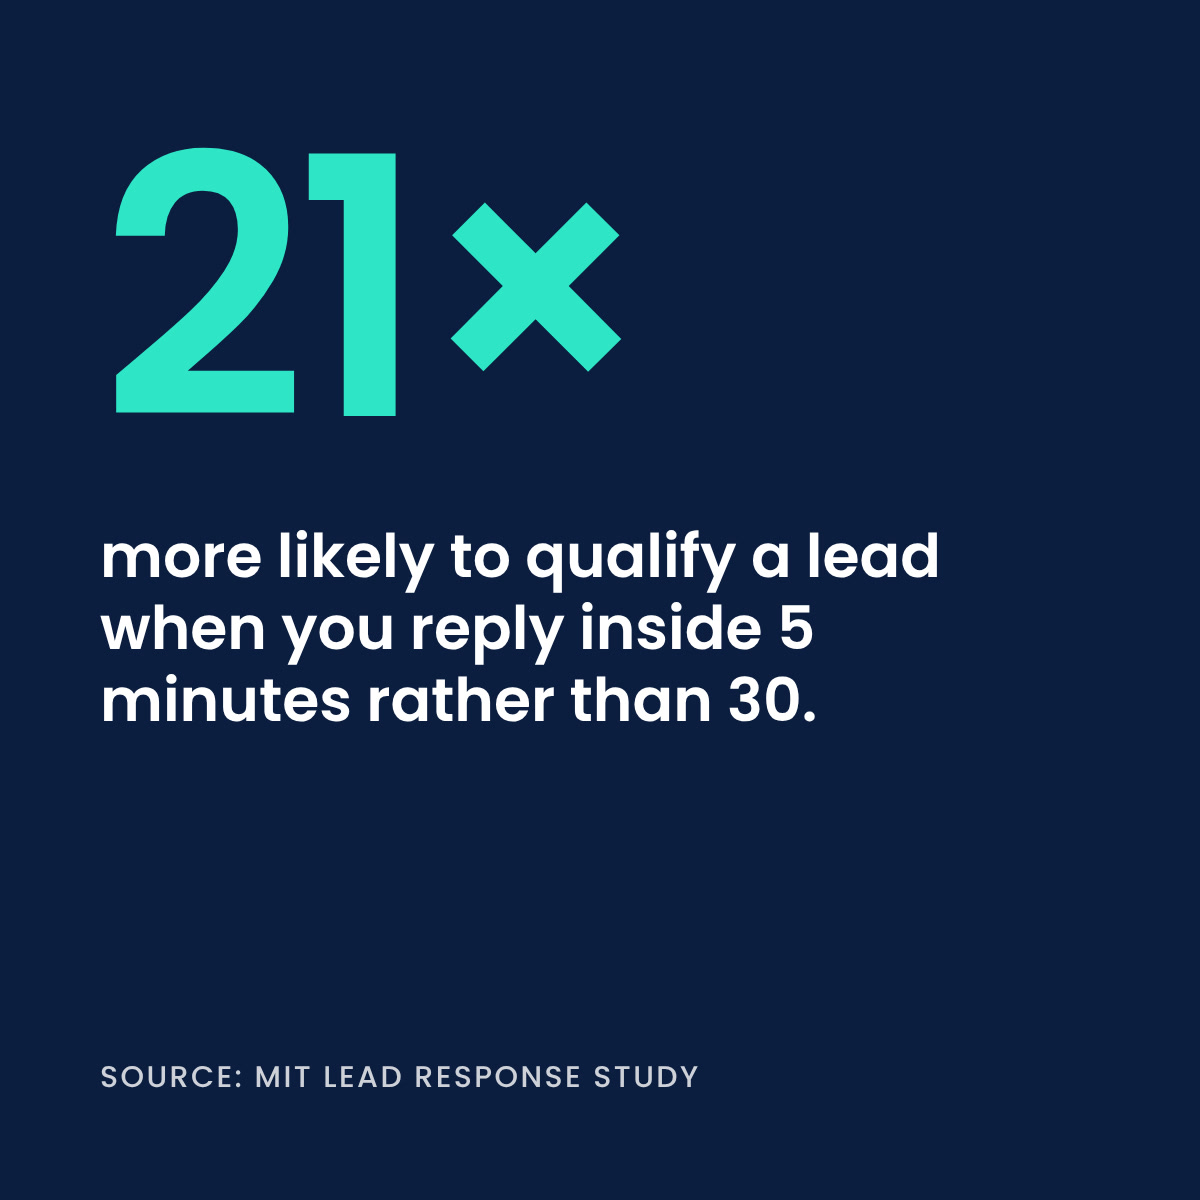 21×
more likely to qualify a lead
when you reply inside 5
minutes rather than 30.
SOURCE: MIT LEAD RESPONSE STUDY